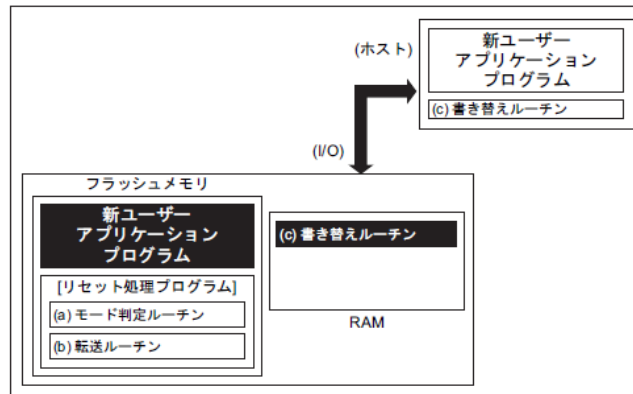 (ホスト)
新ユーザー
アプリケーション
プログラム
(c) 書き替えルーチン
(I/O)
フラッシュメモリ
新ユーザー
アプリケーション
プログラム
[リセット処理プログラム]
(a) モード判定ルーチン
(b) 転送ルーチン
(c) 書き替えルーチン
RAM